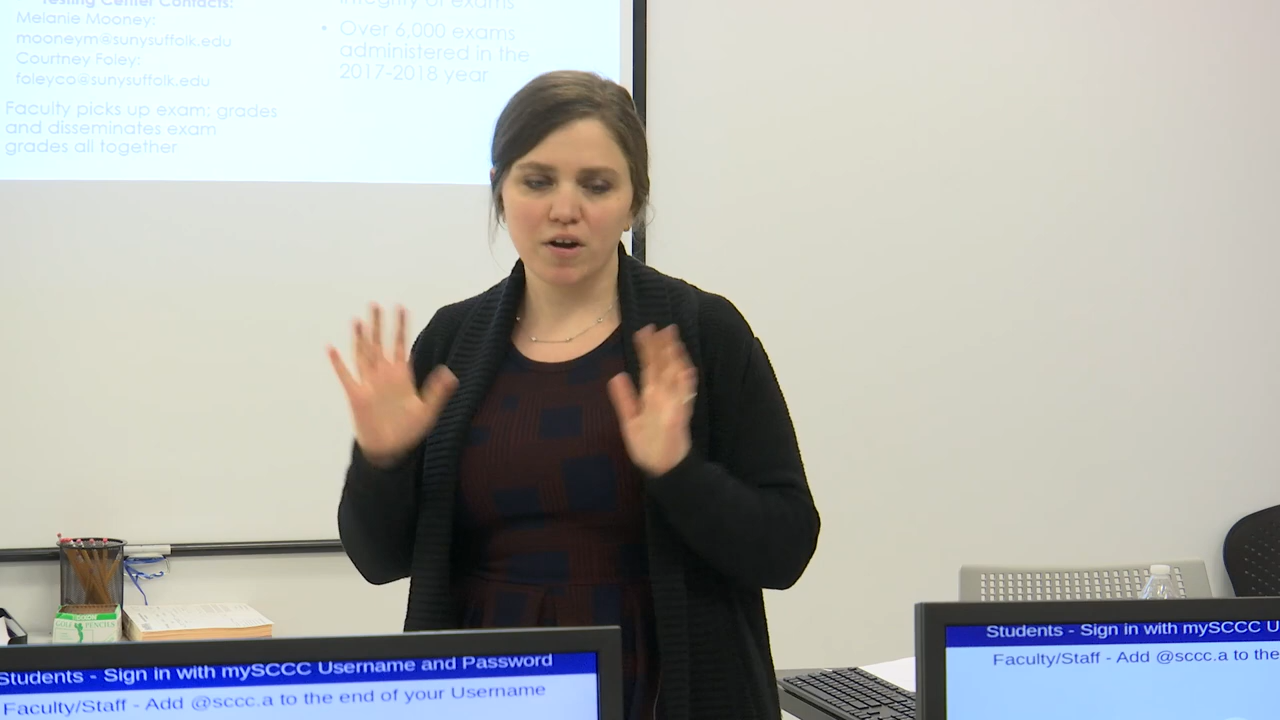 Testing Center Contacts:
Melanie Mooney:
mooneym@sunysuffolk.edu
Courtney Foley:
foleyco@sunysuffolk.edu
Faculty picks up exam; grades
and disseminates exam
grades all together
integrity of exams
• Over 6,000 exams
administered in the
2017-2018 year
DIXON
GOLF PENCILS
Students - Sign in with mySCCC Username and Password
Faculty/Staff - Add @sccc.a to the end of your Username
Students - Sign in with mySCCC U
Faculty/Staff - Add @sccc.a to the